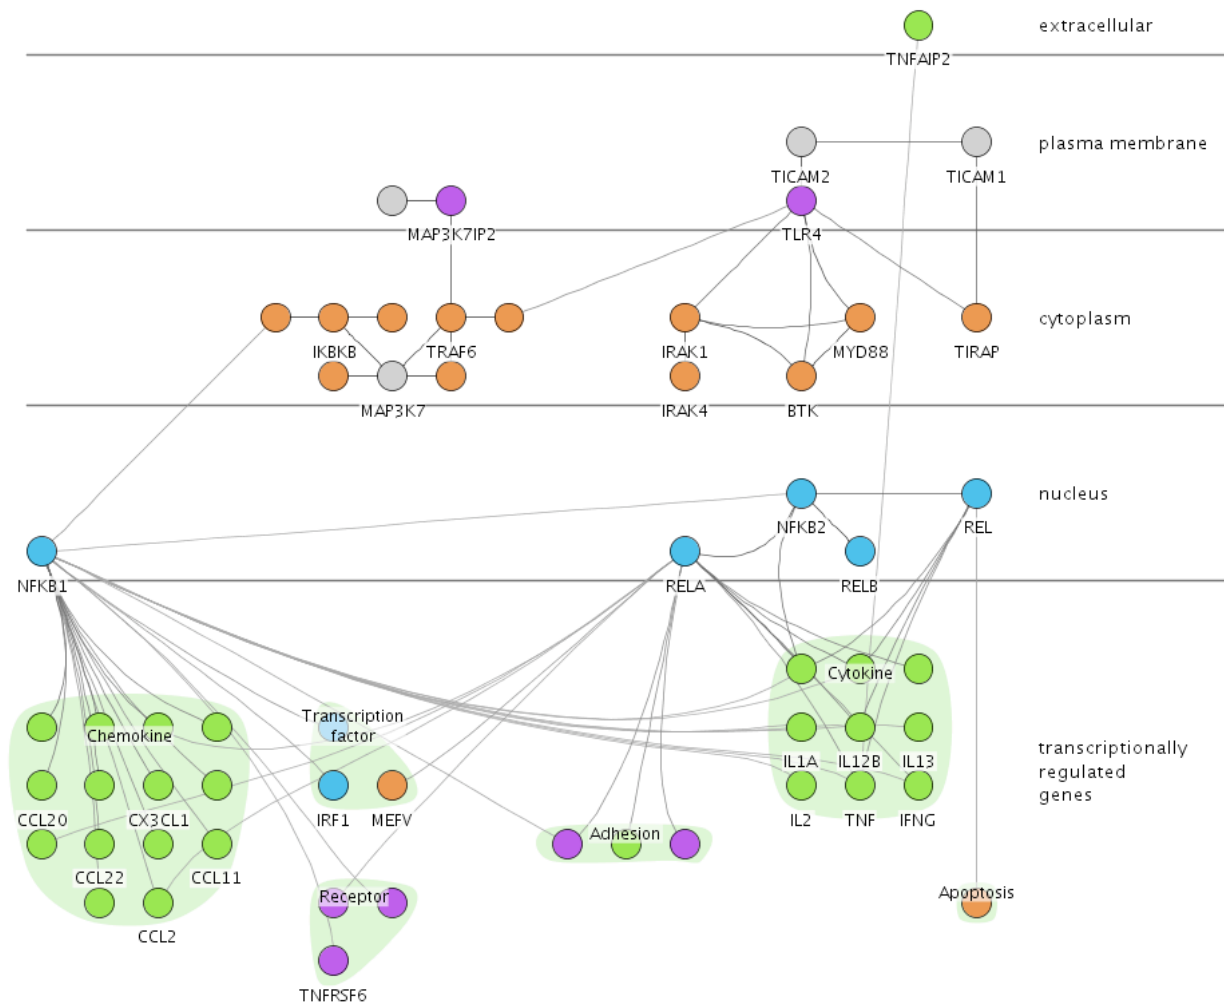 extracellular
TNFAIP2
plasma membrane
TICAM2
TICAM1
MAP3K7IP2
TLR4
cytoplasm
IKBKB
TRAF6
IRAK1
MYD88
TIRAP
MAP3K7
IRAK4
BTK
nucleus
NFKB2
REL
NFKB1
RELA
RELB
Cytokine
Transcription
factor
Chemokine
transcriptionally
regulated
genes
IL1A
IL12B
IL13
CCL20
CX3CL1
IRF1
MEFV
IL2
TNF
IFNG
Adhesion
CCL22
CCL11
Receptor
Apoptosis
CCL2
TNFRSF6